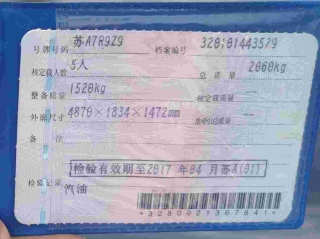 号牌号码 苏A7R9Z9 档案编号 320101443579
核定载人数 5人 总质量 2060kg
整备质量 1520kg 核定载质量 --
外廓尺寸 4870×1834×1472mm 准牵引总质量 --
备注
检验有效期至2017年04月苏A(01)
检验记录
汽油
*3280021367841*